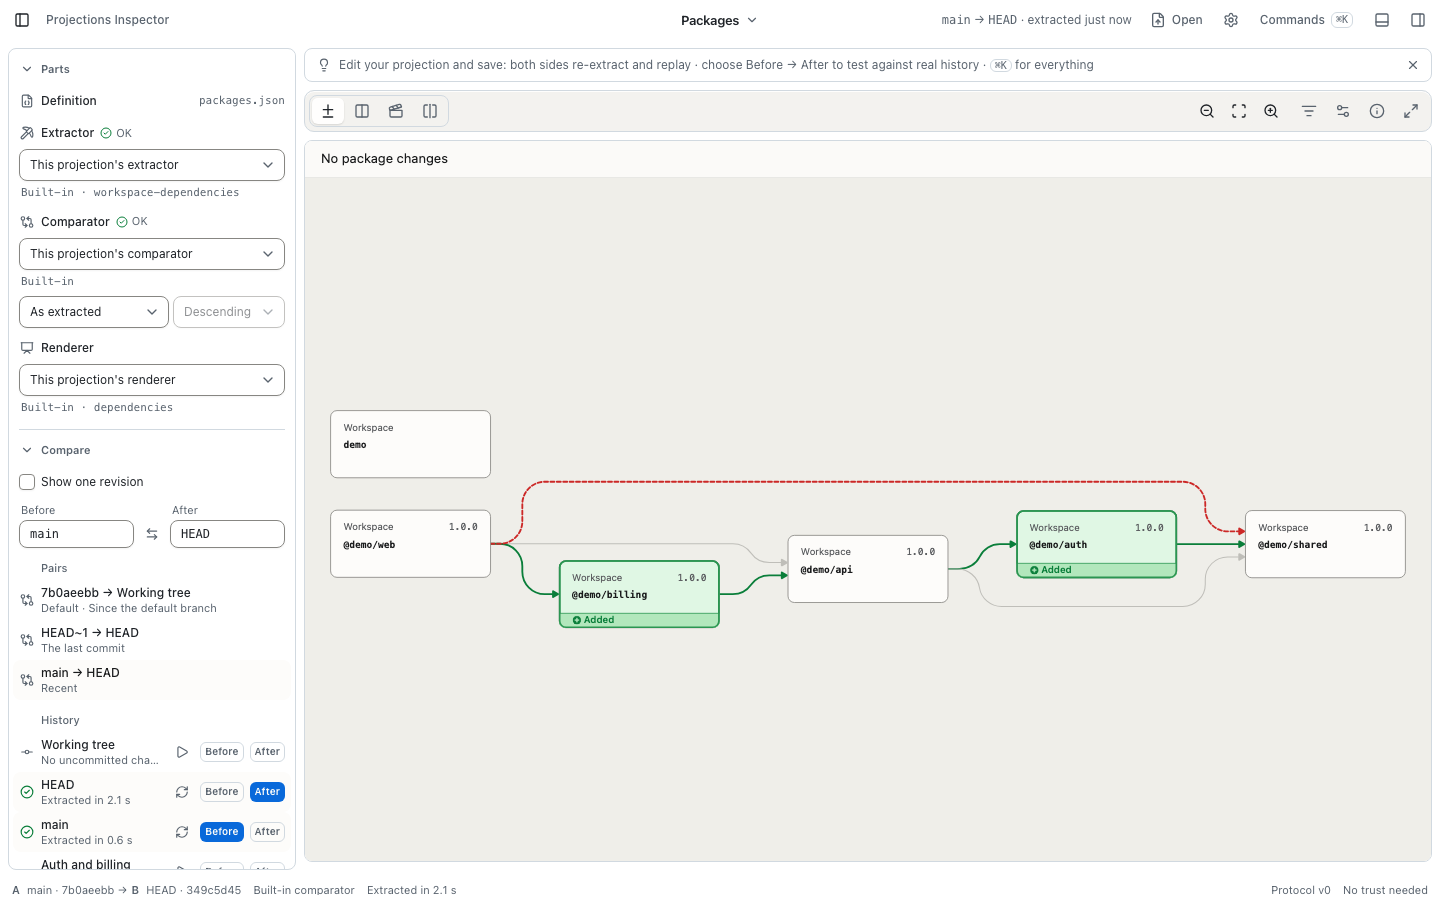 Projections Inspector
Packages
main → HEAD · extracted just now
Open
Commands ⌘K
Parts
Definition packages.json
Extractor OK
This projection's extractor
Built-in · workspace-dependencies
Comparator OK
This projection's comparator
Built-in
As extracted Descending
Renderer
This projection's renderer
Built-in · dependencies
Compare
Show one revision
Before After
main HEAD
Pairs
7b0aeebb → Working tree
Default · Since the default branch
HEAD~1 → HEAD
The last commit
main → HEAD
Recent
History
Working tree
No uncommitted cha...
Before After
HEAD
Extracted in 2.1 s
Before After
main
Extracted in 0.6 s
Before After
Auth and billing
Edit your projection and save: both sides re-extract and replay · choose Before → After to test against real history · ⌘K for everything
No package changes
Workspace
demo
Workspace 1.0.0
@demo/web
Workspace 1.0.0
@demo/billing
Added
Workspace 1.0.0
@demo/api
Workspace 1.0.0
@demo/auth
Added
Workspace 1.0.0
@demo/shared
A main · 7b0aeebb → B HEAD · 349c5d45 Built-in comparator Extracted in 2.1 s
Protocol v0 No trust needed